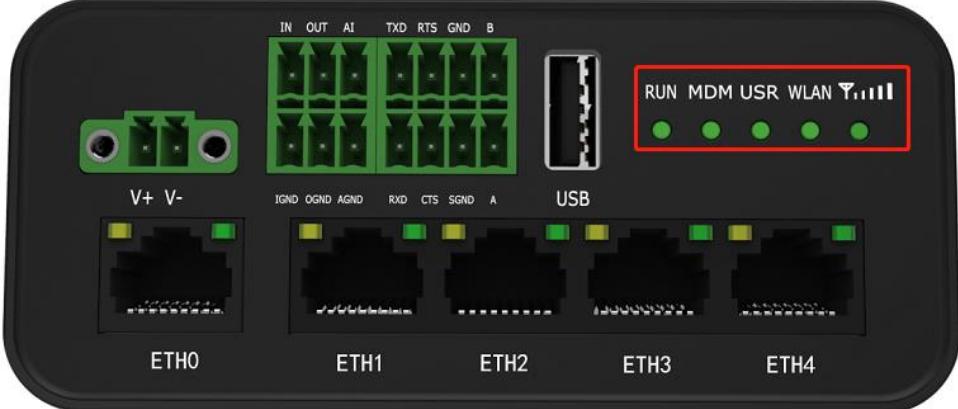 IN OUT AI TXD RTS GND B
RUN MDM USR WLAN
V+ V-
IGND OGND AGND RXD CTS SGND A
USB
ETH0 ETH1 ETH2 ETH3 ETH4